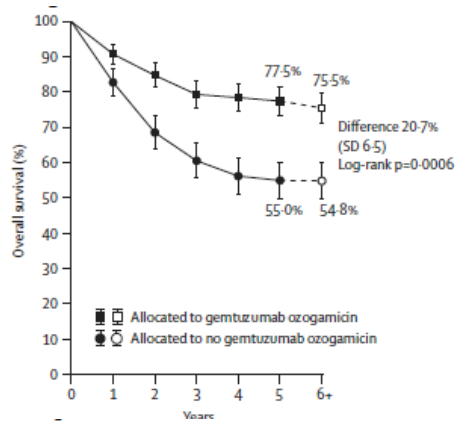 100
90
80
70
60
50
40
30
20
10
0
Overall survival (%)
77·5%
75·5%
Difference 20·7%
(SD 6·5)
Log-rank p=0·0006
55·0%
54·8%
Allocated to gemtuzumab ozogamicin
Allocated to no gemtuzumab ozogamicin
0 1 2 3 4 5 6+
Years